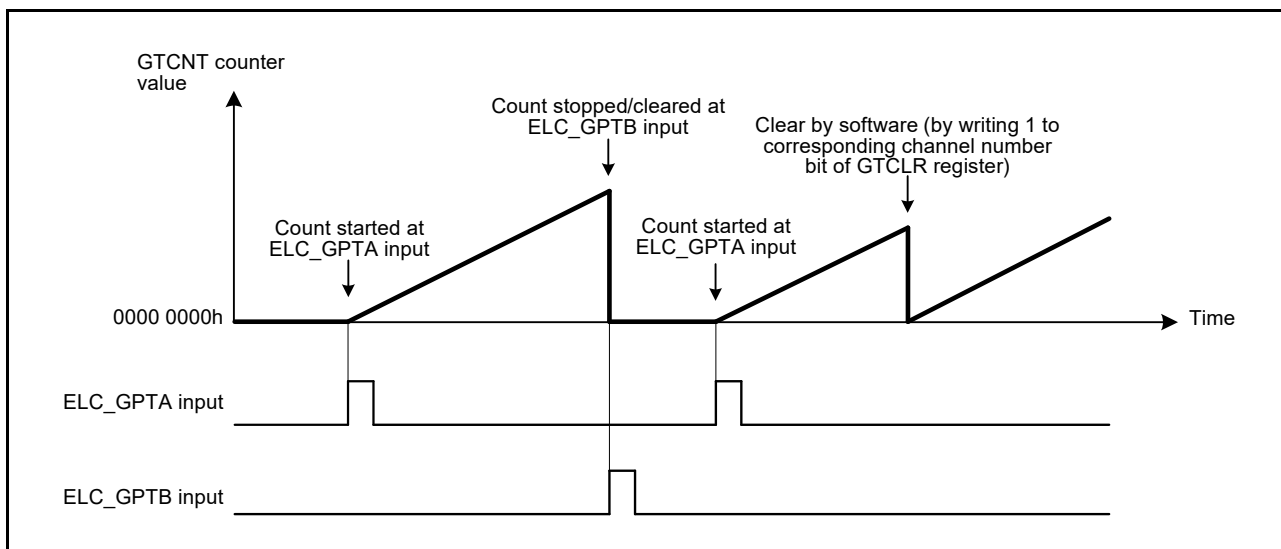 GTCNT counter
value
Count stopped/cleared at
ELC_GPTB input
Clear by software (by writing 1 to
corresponding channel number
bit of GTCLR register)
Count started at
ELC_GPTA input
Count started at
ELC_GPTA input
0000 0000h
Time
ELC_GPTA input
ELC_GPTB input